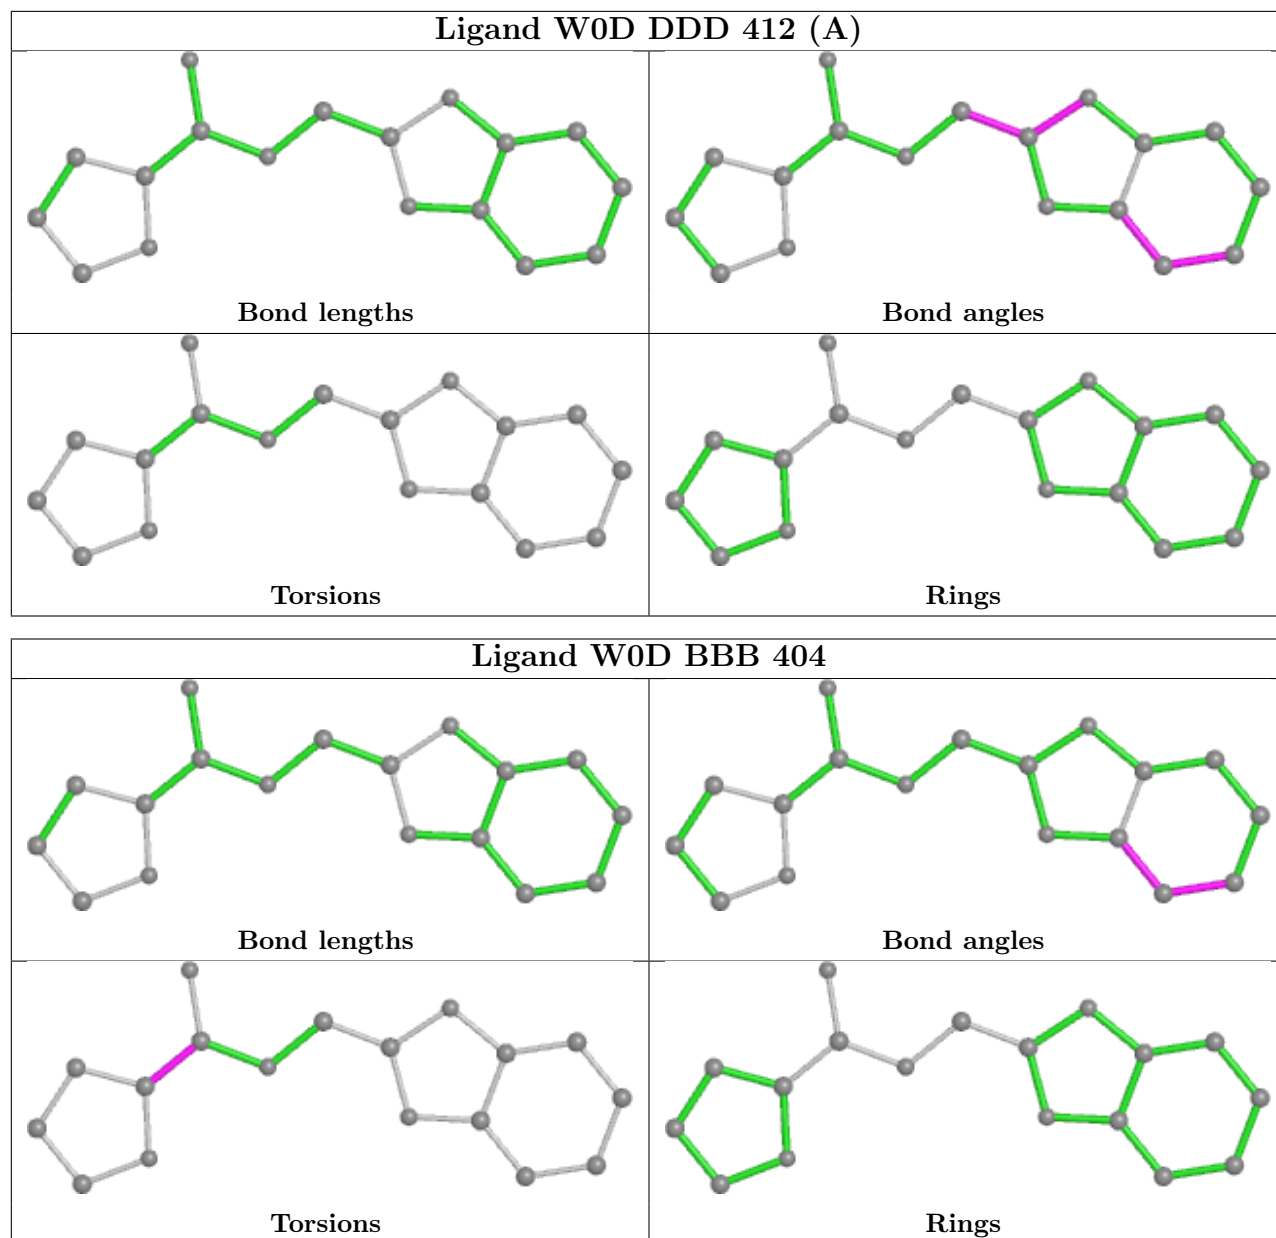 Ligand W0D DDD 412 (A)
Bond lengths
Bond angles
Torsions
Rings
Ligand W0D BBB 404
Bond lengths
Bond angles
Torsions
Rings